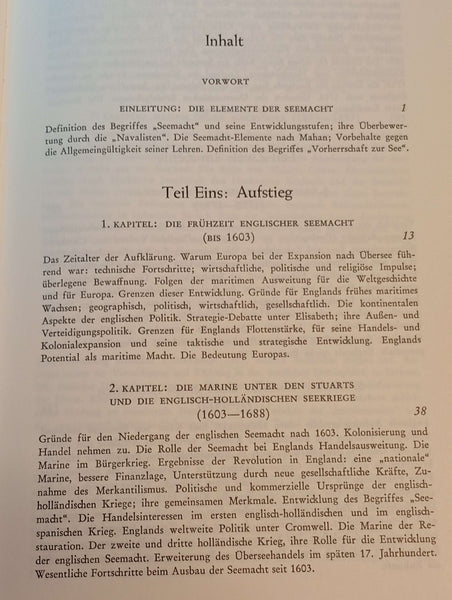 Inhalt
VORWORT
EINLEITUNG: DIE ELEMENTE DER SEEMACHT 1
Definition des Begriffes „Seemacht" und seine Entwicklungsstufen; ihre Überbewer-
tung durch die „Navalisten". Die Seemacht-Elemente nach Mahan; Vorbehalte gegen
die Allgemeingültigkeit seiner Lehren. Definition des Begriffes „Vorherrschaft zur See".
Teil Eins: Aufstieg
1. KAPITEL: DIE FRÜHZEIT ENGLISCHER SEEMACHT
(BIS 1603) 13
Das Zeitalter der Aufklärung. Warum Europa bei der Expansion nach Übersee füh-
rend war: technische Fortschritte; wirtschaftliche, politische und religiöse Impulse;
überlegene Bewaffnung. Folgen der maritimen Ausweitung für die Weltgeschichte
und für Europa. Grenzen dieser Entwicklung. Gründe für Englands frühes maritimes
Wachsen; geographisch, politisch, wirtschaftlich, gesellschaftlich. Die kontinentalen
Aspekte der englischen Politik. Strategie-Debatte unter Elisabeth; ihre Außen- und
Verteidigungspolitik. Grenzen für Englands Flottenstärke, für seine Handels- und
Kolonialexpansion und seine taktische und strategische Entwicklung. Englands
Potential als maritime Macht. Die Bedeutung Europas.
2. KAPITEL: DIE MARINE UNTER DEN STUARTS
UND DIE ENGLISCH-HOLLÄNDISCHEN SEEKRIEGE
(1603—1688) 38
Gründe für den Niedergang der englischen Seemacht nach 1603. Kolonisierung und
Handel nehmen zu. Die Rolle der Seemacht bei Englands Handelsausweitung. Die
Marine im Bürgerkrieg. Ergebnisse der Revolution in England: eine „nationale" 
Marine, bessere Finanzlage, Unterstützung durch neue gesellschaftliche Kräfte, Zu-
nahme des Merkantilismus. Politische und kommerzielle Ursprünge der englisch-
holländischen Kriege; ihre gemeinsamen Merkmale. Entwicklung des Begriffes „See-
macht". Die Handelsinteressen im ersten englisch-holländischen und im englisch-
spanischen Krieg. Englands weltweite Politik unter Cromwell. Die Marine der Re-
stauration. Der zweite und dritte holländische Krieg, ihre Rolle für die Entwicklung
der englischen Seemacht. Erweiterung des Überseehandels im späten 17. Jahrhundert.
Wesentliche Fortschritte beim Ausbau der Seemacht seit 1603.